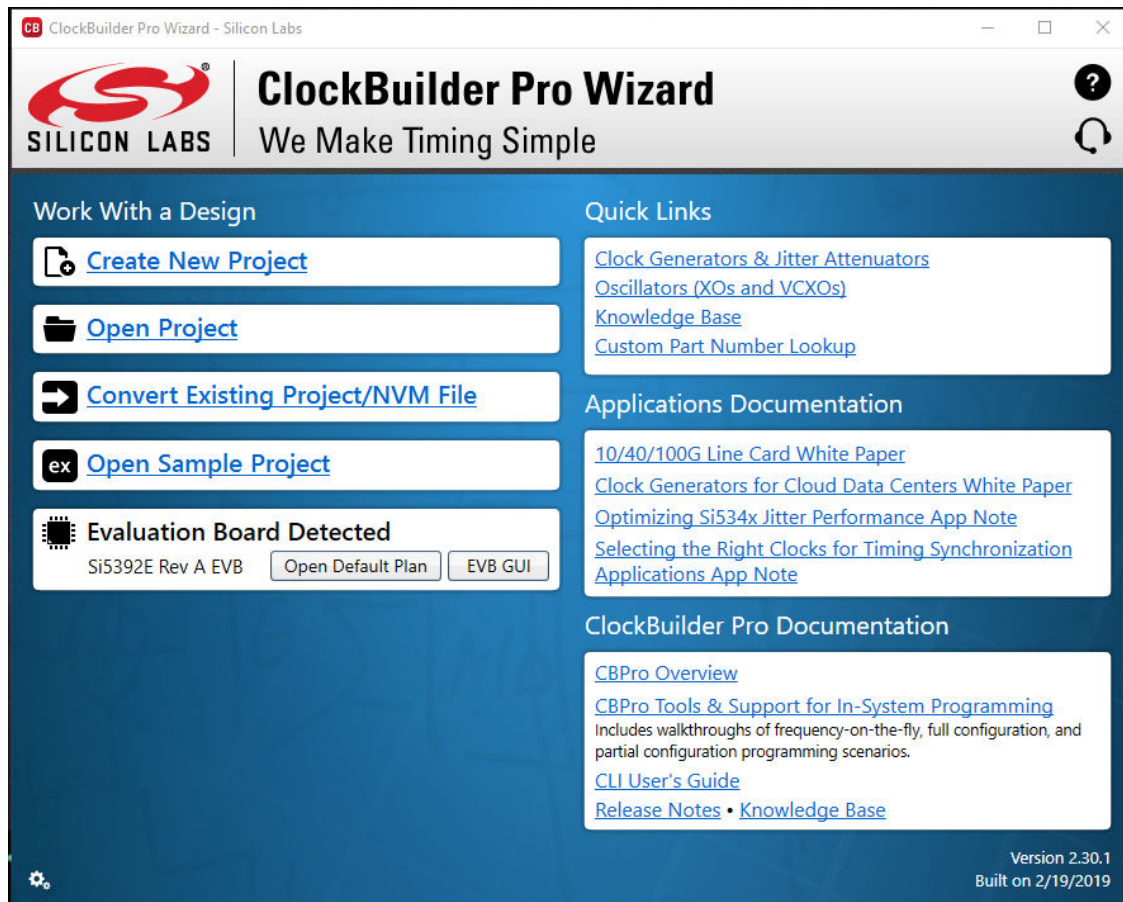 CB ClockBuilder Pro Wizard - Silicon Labs
SILICON LABS
®
ClockBuilder Pro Wizard
We Make Timing Simple
?
Work With a Design
Create New Project
Open Project
Convert Existing Project/NVM File
ex Open Sample Project
Evaluation Board Detected
Si5392E Rev A EVB Open Default Plan EVB GUI
Quick Links
Clock Generators & Jitter Attenuators
Oscillators (XOs and VCXOs)
Knowledge Base
Custom Part Number Lookup
Applications Documentation
10/40/100G Line Card White Paper
Clock Generators for Cloud Data Centers White Paper
Optimizing Si534x Jitter Performance App Note
Selecting the Right Clocks for Timing Synchronization
Applications App Note
ClockBuilder Pro Documentation
CBPro Overview
CBPro Tools & Support for In-System Programming
Includes walkthroughs of frequency-on-the-fly, full configuration, and
partial configuration programming scenarios.
CLI User's Guide
Release Notes • Knowledge Base
Version 2.30.1
Built on 2/19/2019